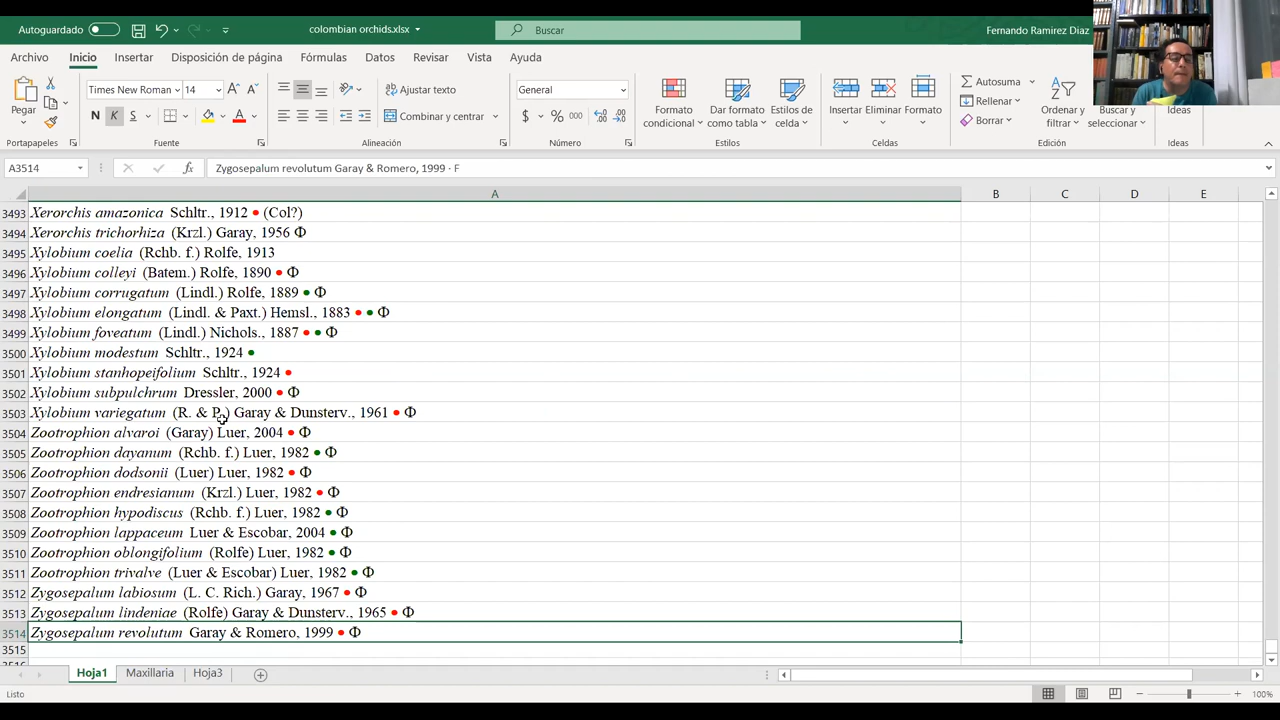 Autoguardado
colombian orchids.xlsx
Buscar
Fernando Ramirez Diaz
Archivo Inicio Insertar Disposición de página Fórmulas Datos Revisar Vista Ayuda
Pegar
Times New Roman 14
N K S
Ajustar texto
Combinar y centrar
General
$ % 000
Formato condicional
Dar formato como tabla
Estilos de celda
Insertar
Eliminar
Formato
Autosuma
Rellenar
Borrar
Ordenar y filtrar
Buscar y seleccionar
Ideas
Portapapeles Fuente Alineación Número Estilos Celdas Edición Ideas
A3514 fx Zygosepalum revolutum Garay & Romero, 1999 · F
A B C D E
3493 Xerorchis amazonica Schltr., 1912 • (Col?)
3494 Xerorchis trichorhiza (Krzl.) Garay, 1956 Φ
3495 Xylobium coelia (Rchb. f.) Rolfe, 1913
3496 Xylobium colleyi (Batem.) Rolfe, 1890 • Φ
3497 Xylobium corrugatum (Lindl.) Rolfe, 1889 • Φ
3498 Xylobium elongatum (Lindl. & Paxt.) Hemsl., 1883 • • Φ
3499 Xylobium foveatum (Lindl.) Nichols., 1887 • • Φ
3500 Xylobium modestum Schltr., 1924 •
3501 Xylobium stanhopeifolium Schltr., 1924 •
3502 Xylobium subpulchrum Dressler, 2000 • Φ
3503 Xylobium variegatum (R. & P.) Garay & Dunsterv., 1961 • Φ
3504 Zootrophion alvaroi (Garay) Luer, 2004 • Φ
3505 Zootrophion dayanum (Rchb. f.) Luer, 1982 • Φ
3506 Zootrophion dodsonii (Luer) Luer, 1982 • Φ
3507 Zootrophion endresianum (Krzl.) Luer, 1982 • Φ
3508 Zootrophion hypodiscus (Rchb. f.) Luer, 1982 • Φ
3509 Zootrophion lappaceum Luer & Escobar, 2004 • Φ
3510 Zootrophion oblongifolium (Rolfe) Luer, 1982 • Φ
3511 Zootrophion trivalve (Luer & Escobar) Luer, 1982 • Φ
3512 Zygosepalum labiosum (L. C. Rich.) Garay, 1967 • Φ
3513 Zygosepalum lindeniae (Rolfe) Garay & Dunsterv., 1965 • Φ
3514 Zygosepalum revolutum Garay & Romero, 1999 • Φ
3515
Hoja1 Maxillaria Hoja3
Listo
100%